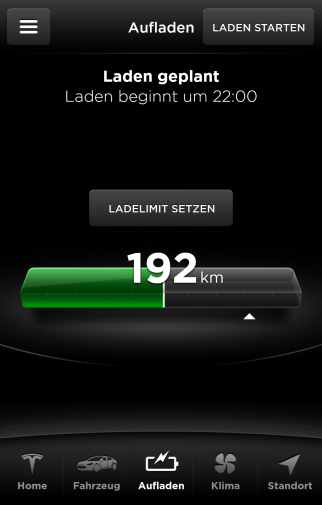 Aufladen
LADEN STARTEN
Laden geplant
Laden beginnt um 22:00
LADELIMIT SETZEN
192 km
Home Fahrzeug Aufladen Klima Standort